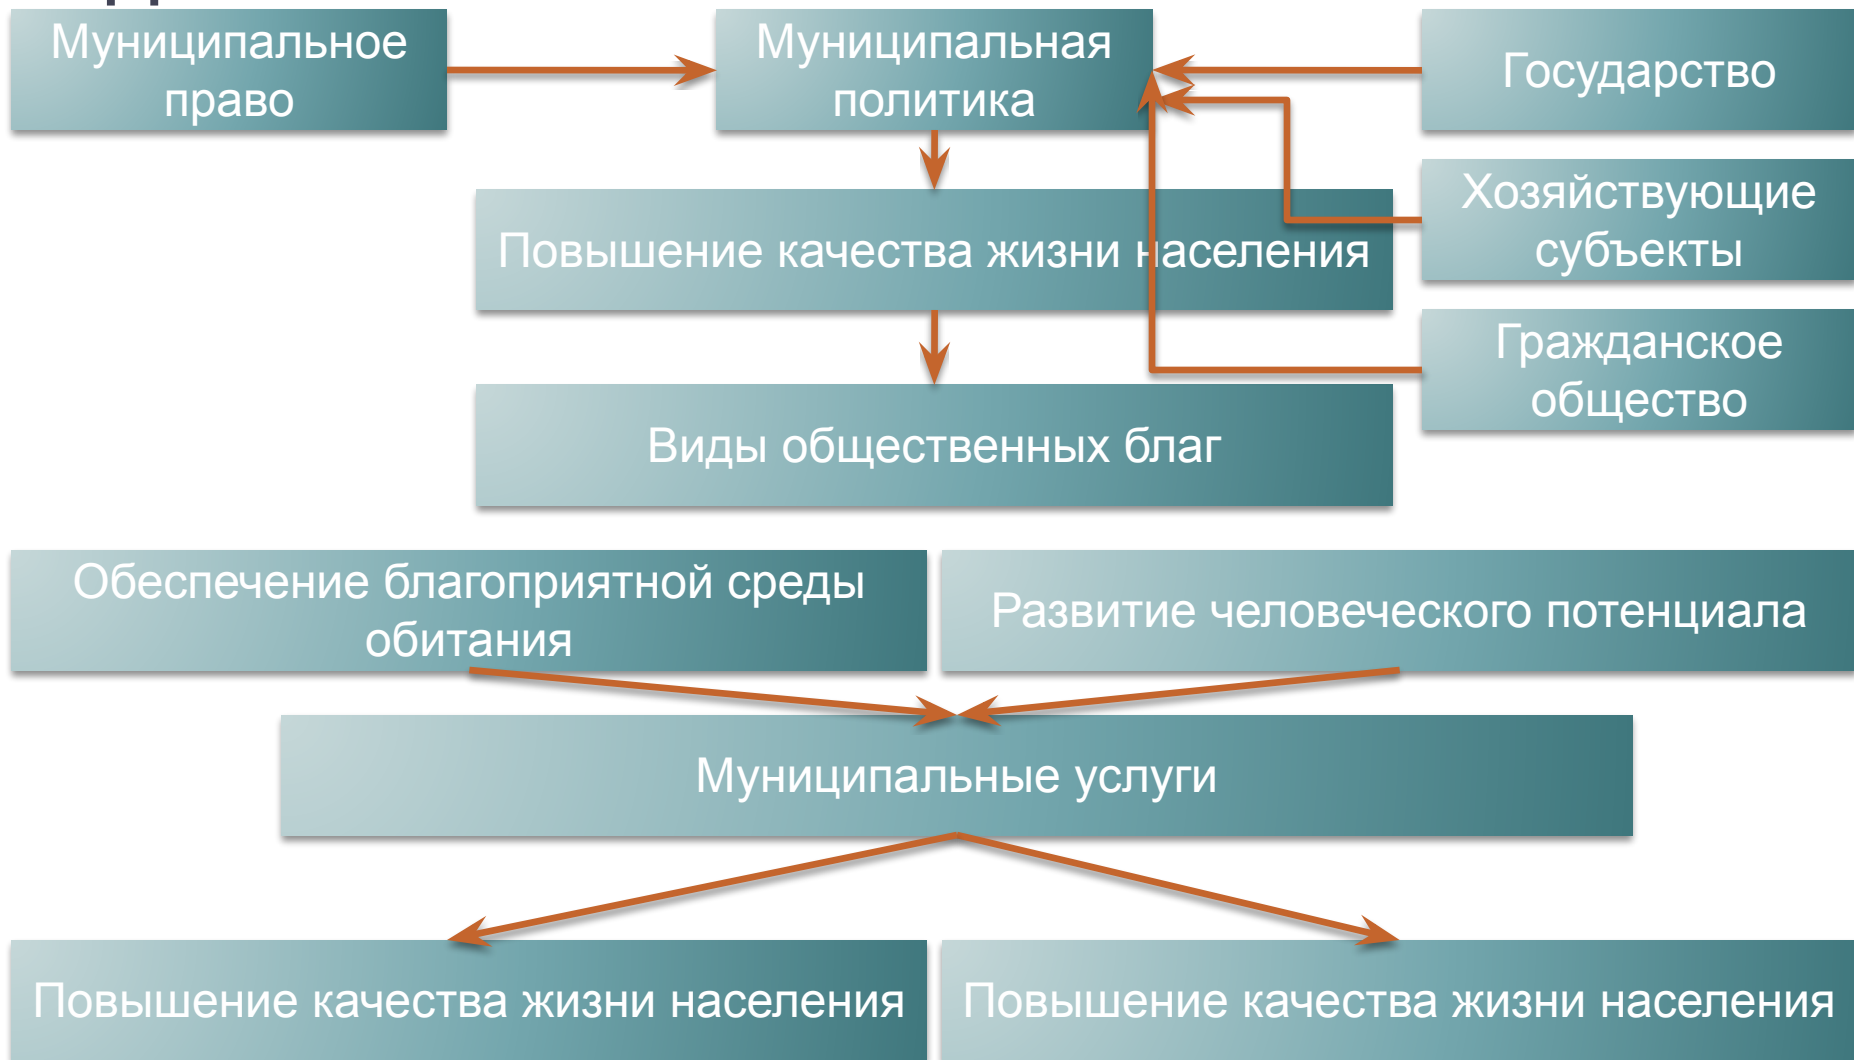 Муниципальное
право
Муниципальная
политика
Государство
Хозяйствующие
субъекты
Повышение качества жизни населения
Гражданское
общество
Виды общественных благ
Обеспечение благоприятной среды
обитания
Развитие человеческого потенциала
Муниципальные услуги
Повышение качества жизни населения
Повышение качества жизни населения